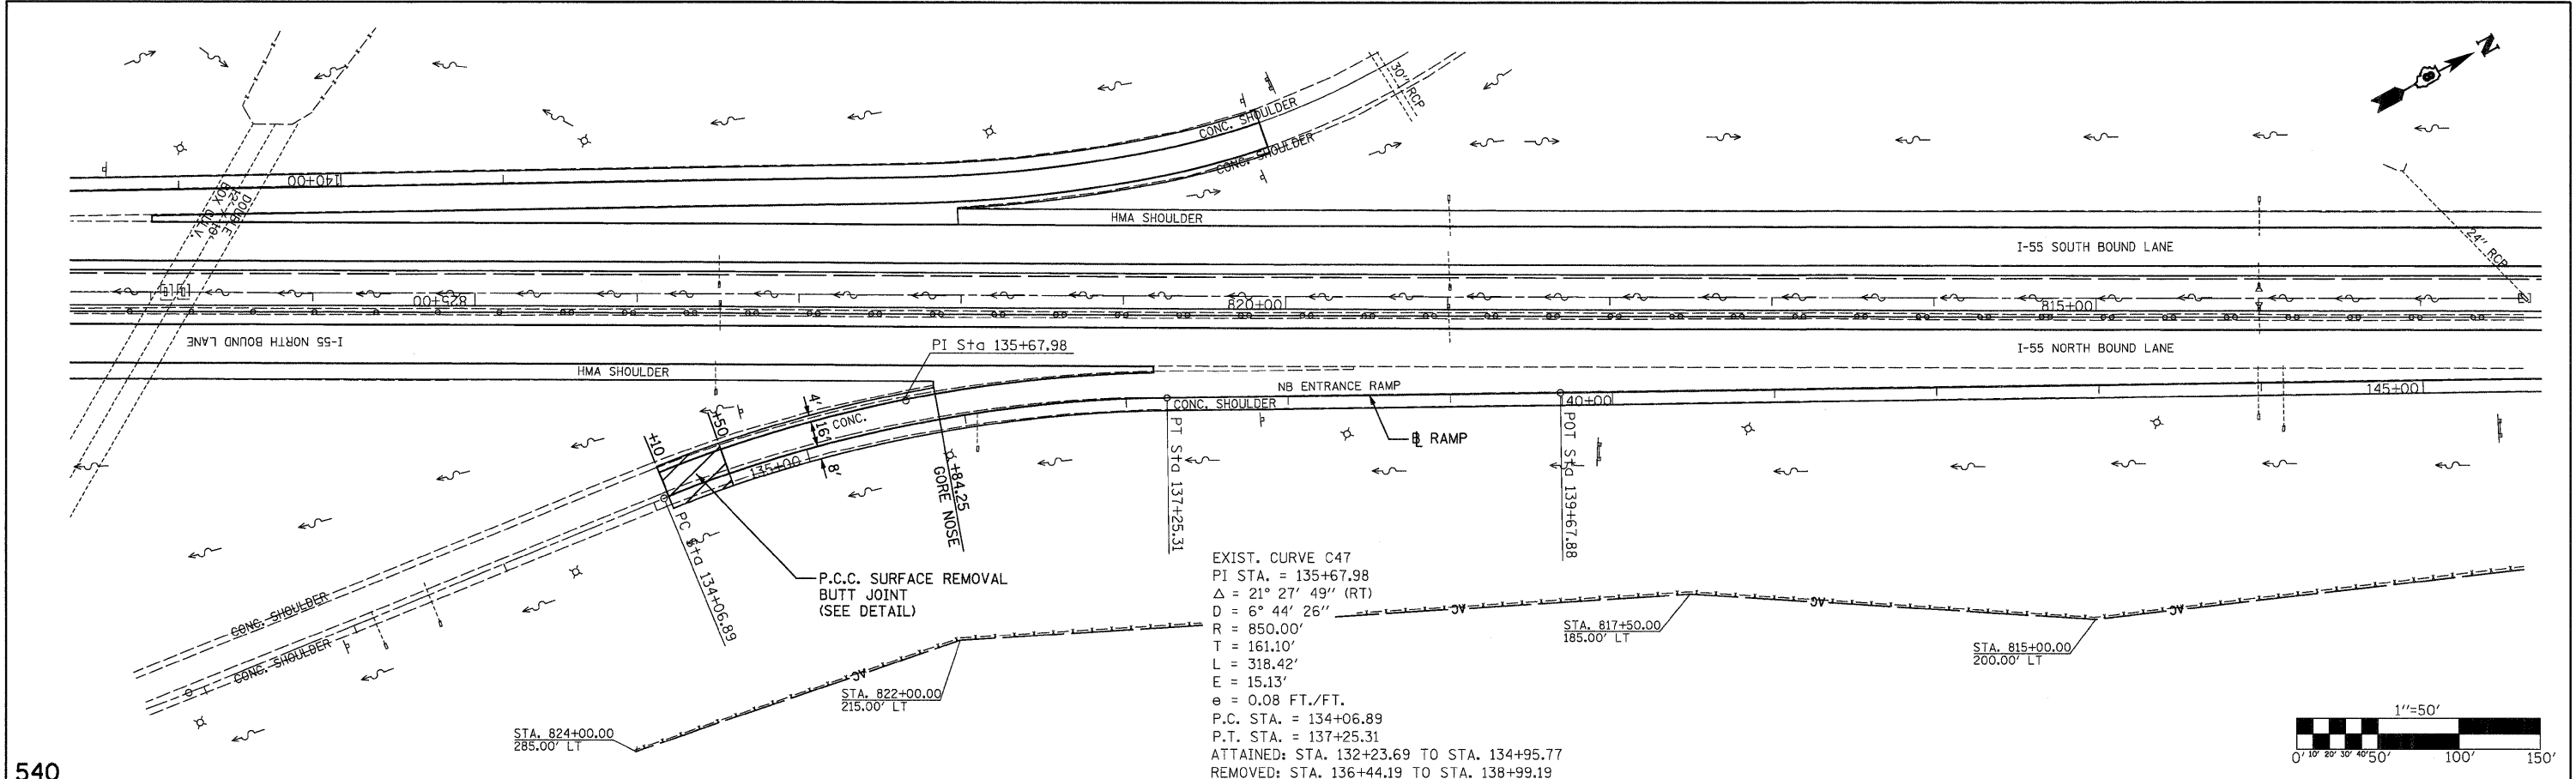 N
30" RCP
CONC. SHOULDER
CONC. SHOULDER
140+00
DOUBLE
12' X 10'
BOX CULV.
HMA SHOULDER
I-55 SOUTH BOUND LANE
24" RCP
825+00
820+00
815+00
I-55 NORTH BOUND LANE
I-55 NORTH BOUND LANE
PI Sta 135+67.98
HMA SHOULDER
NB ENTRANCE RAMP
CONC. SHOULDER
140+00
145+00
4'
16'
CONC.
8'
+10
+50
135+00
+84.25
GORE NOSE
℄ RAMP
PT Sta 137+25.31
POT Sta 139+67.88
PC Sta 134+06.89
P.C.C. SURFACE REMOVAL
BUTT JOINT
(SEE DETAIL)
CONC. SHOULDER
CONC. SHOULDER
EXIST. CURVE C47
PI STA. = 135+67.98
Δ = 21° 27' 49" (RT)
D = 6° 44' 26"
R = 850.00'
T = 161.10'
L = 318.42'
E = 15.13'
e = 0.08 FT./FT.
P.C. STA. = 134+06.89
P.T. STA. = 137+25.31
ATTAINED: STA. 132+23.69 TO STA. 134+95.77
REMOVED: STA. 136+44.19 TO STA. 138+99.19
AC
AC
AC
AC
STA. 824+00.00
285.00' LT
STA. 822+00.00
215.00' LT
STA. 817+50.00
185.00' LT
STA. 815+00.00
200.00' LT
1"=50'
0' 10' 20' 30' 40' 50' 100' 150'
540